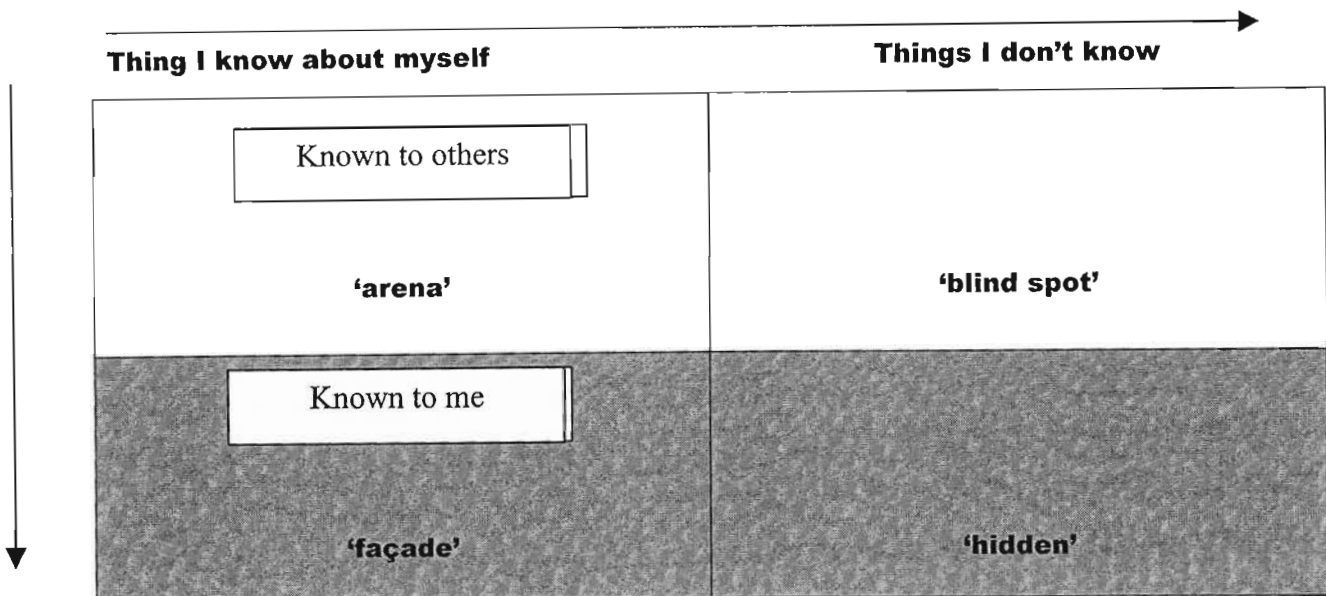 Thing I know about myself
Things I don’t know
Known to others
‘arena’
‘blind spot’
Known to me
‘façade’
‘hidden’